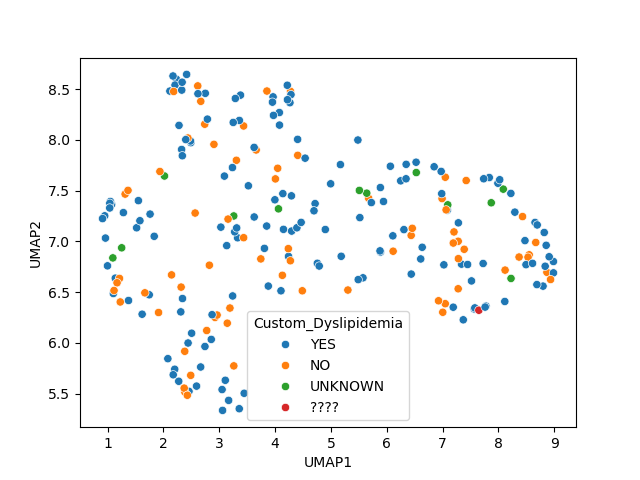 8.5
8.0
7.5
7.0
6.5
6.0
5.5
UMAP2
Custom_Dyslipidemia
YES
NO
UNKNOWN
????
1 2 3 4 5 6 7 8 9
UMAP1